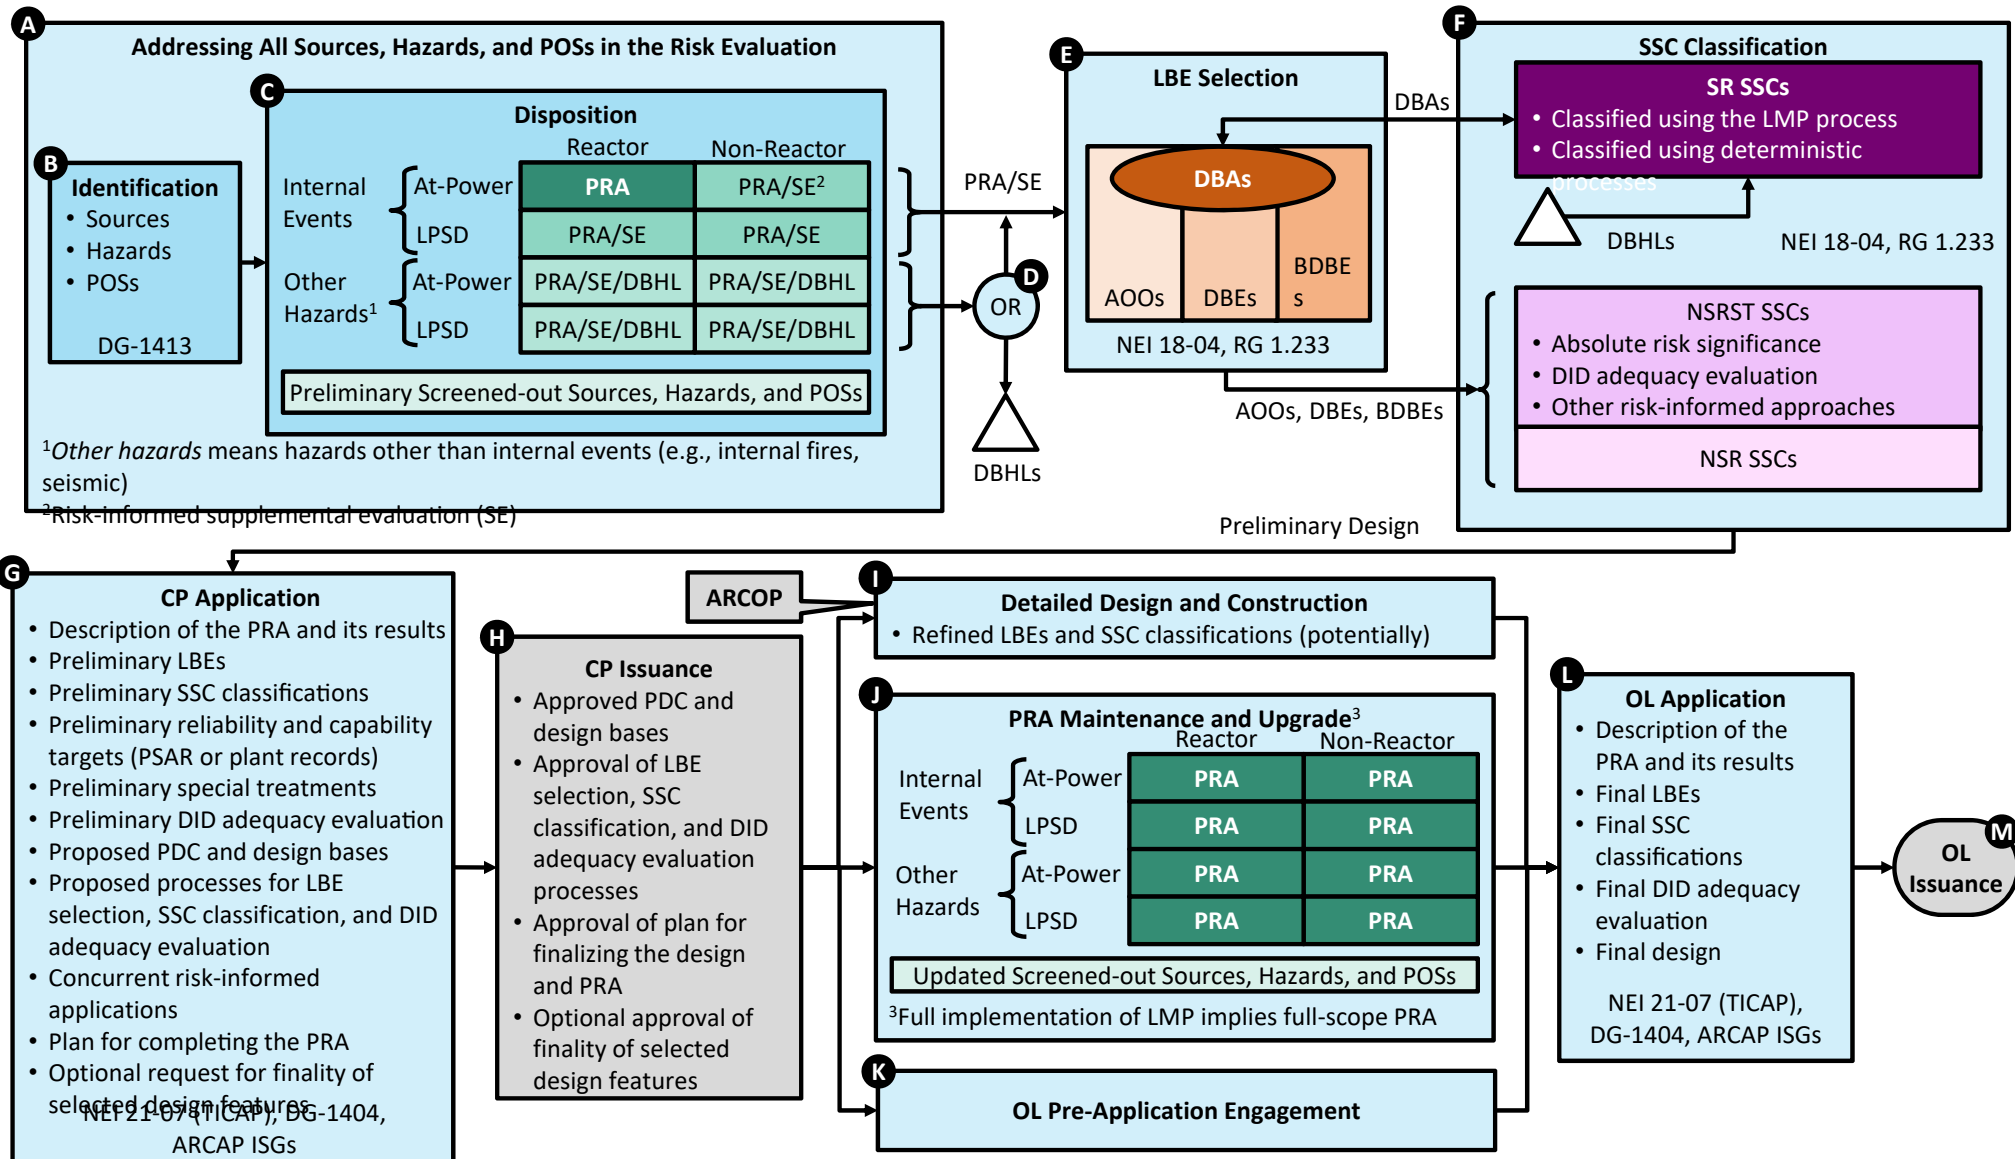 A
Addressing All Sources, Hazards, and POSs in the Risk Evaluation
B
Identification
• Sources
• Hazards
• POSs
DG-1413
C
Disposition
Reactor
Non-Reactor
Internal
Events
At-Power
PRA
PRA/SE²
LPSD
PRA/SE
PRA/SE
Other
Hazards¹
At-Power
PRA/SE/DBHL
PRA/SE/DBHL
LPSD
PRA/SE/DBHL
PRA/SE/DBHL
Preliminary Screened-out Sources, Hazards, and POSs
¹Other hazards means hazards other than internal events (e.g., internal fires,
seismic)
²Risk-informed supplemental evaluation (SE)
PRA/SE
D
OR
DBHLs
E
LBE Selection
DBAs
AOOs
DBEs
BDBE
s
NEI 18-04, RG 1.233
DBAs
AOOs, DBEs, BDBEs
F
SSC Classification
SR SSCs
• Classified using the LMP process
• Classified using deterministic
processes
DBHLs
NEI 18-04, RG 1.233
NSRST SSCs
• Absolute risk significance
• DID adequacy evaluation
• Other risk-informed approaches
NSR SSCs
Preliminary Design
G
CP Application
• Description of the PRA and its results
• Preliminary LBEs
• Preliminary SSC classifications
• Preliminary reliability and capability
targets (PSAR or plant records)
• Preliminary special treatments
• Preliminary DID adequacy evaluation
• Proposed PDC and design bases
• Proposed processes for LBE
selection, SSC classification, and DID
adequacy evaluation
• Concurrent risk-informed
applications
• Plan for completing the PRA
• Optional request for finality of
selected design features
NEI 21-07 (TICAP), DG-1404,
ARCAP ISGs
H
CP Issuance
• Approved PDC and
design bases
• Approval of LBE
selection, SSC
classification, and DID
adequacy evaluation
processes
• Approval of plan for
finalizing the design
and PRA
• Optional approval of
finality of selected
design features
ARCOP
I
Detailed Design and Construction
• Refined LBEs and SSC classifications (potentially)
J
PRA Maintenance and Upgrade³
Reactor
Non-Reactor
Internal
Events
At-Power
PRA
PRA
LPSD
PRA
PRA
Other
Hazards
At-Power
PRA
PRA
LPSD
PRA
PRA
Updated Screened-out Sources, Hazards, and POSs
³Full implementation of LMP implies full-scope PRA
K
OL Pre-Application Engagement
L
OL Application
• Description of the
PRA and its results
• Final LBEs
• Final SSC
classifications
• Final DID adequacy
evaluation
• Final design
NEI 21-07 (TICAP),
DG-1404, ARCAP ISGs
M
OL
Issuance